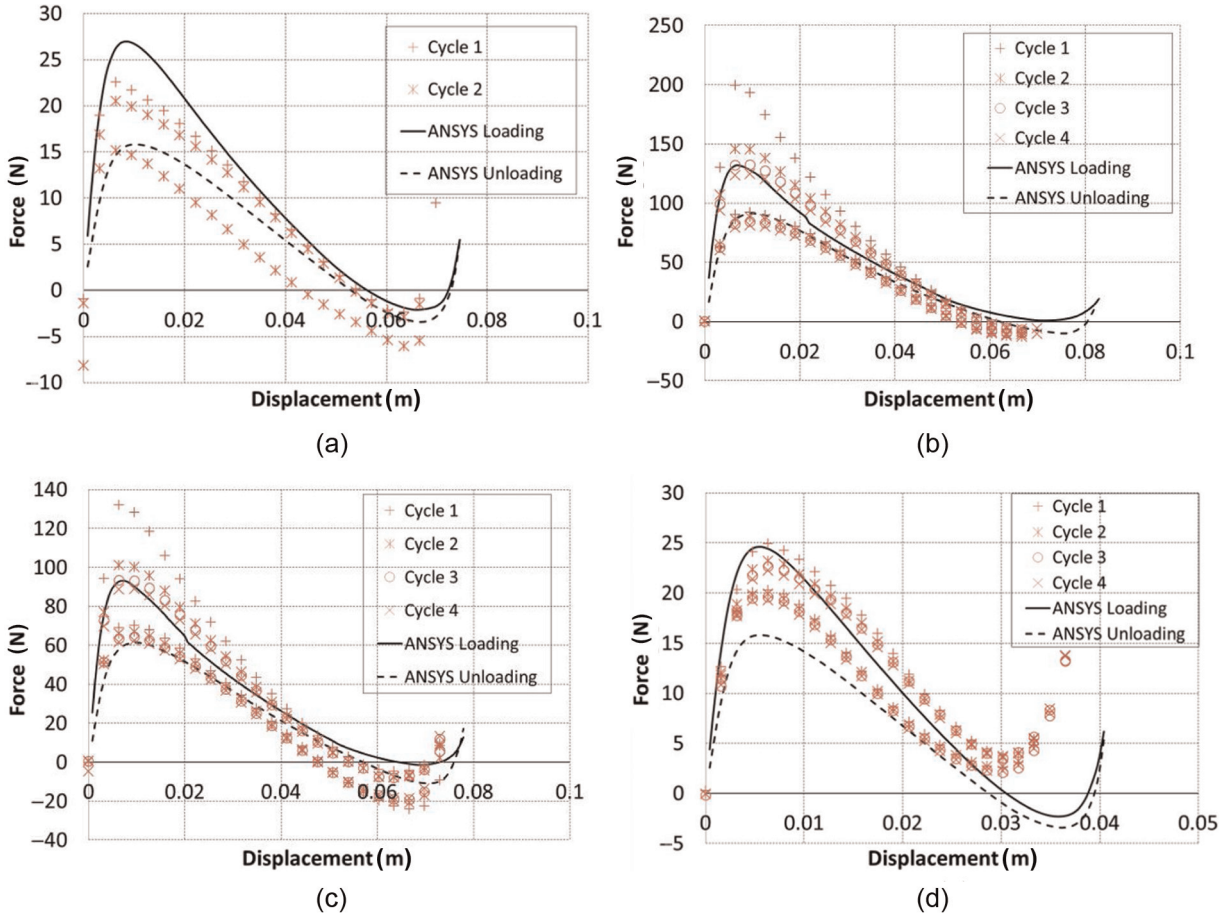 30
25
20
15
10
5
0
–5
–10
0
0.02
0.04
0.06
0.08
0.1
Force (N)
Displacement (m)
Cycle 1
Cycle 2
ANSYS Loading
ANSYS Unloading
(a)
250
200
150
100
50
0
–50
0
0.02
0.04
0.06
0.08
0.1
Force (N)
Displacement (m)
Cycle 1
Cycle 2
Cycle 3
Cycle 4
ANSYS Loading
ANSYS Unloading
(b)
140
120
100
80
60
40
20
0
–20
–40
0
0.02
0.04
0.06
0.08
0.1
Force (N)
Displacement (m)
Cycle 1
Cycle 2
Cycle 3
Cycle 4
ANSYS Loading
ANSYS Unloading
(c)
30
25
20
15
10
5
0
–5
0
0.01
0.02
0.03
0.04
0.05
Force (N)
Displacement (m)
Cycle 1
Cycle 2
Cycle 3
Cycle 4
ANSYS Loading
ANSYS Unloading
(d)